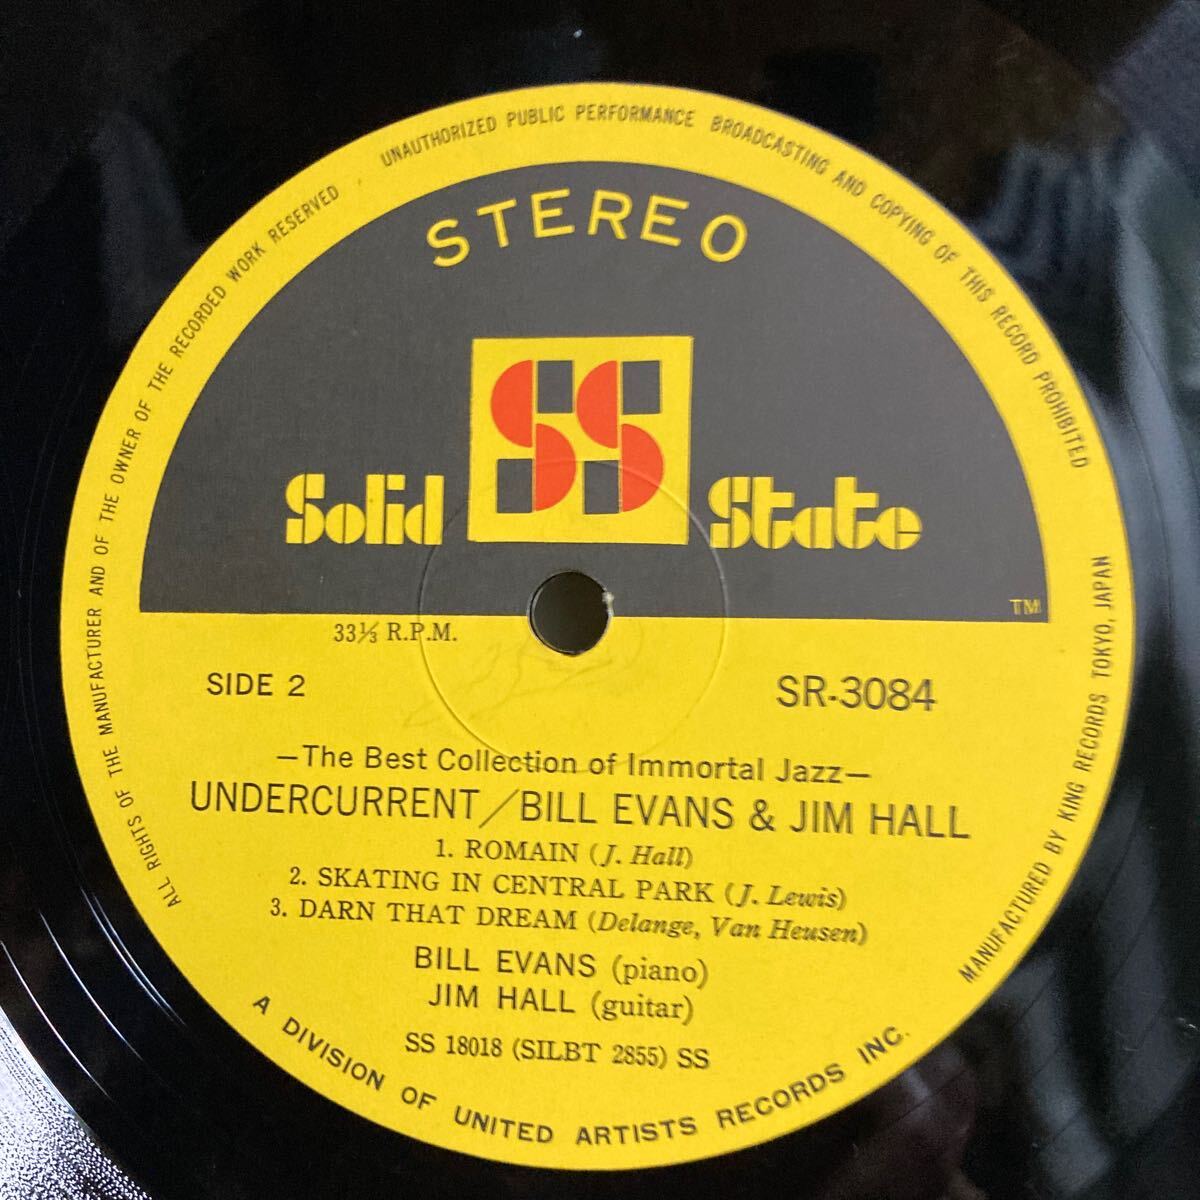 ALL RIGHTS OF THE MANUFACTURER AND OF THE OWNER OF THE RECORDED WORK RESERVED . UNAUTHORIZED PUBLIC PERFORMANCE BROADCASTING AND COPYING OF THIS RECORD PROHIBITED
STEREO
SS
Solid State
TM
33⅓ R.P.M.
SIDE 2
SR-3084
—The Best Collection of Immortal Jazz—
UNDERCURRENT/BILL EVANS & JIM HALL
1. ROMAIN (J. Hall)
2. SKATING IN CENTRAL PARK (J. Lewis)
3. DARN THAT DREAM (Delange, Van Heusen)
BILL EVANS (piano)
JIM HALL (guitar)
SS 18018 (SILBT 2855) SS
A DIVISION OF UNITED ARTISTS RECORDS INC.
MANUFACTURED BY KING RECORDS TOKYO, JAPAN